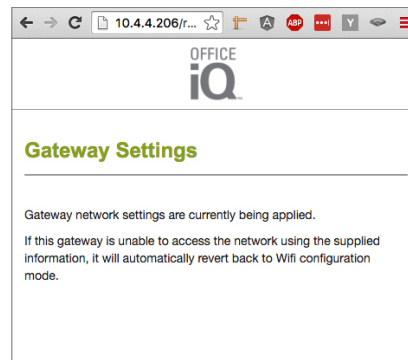 10.4.4.206/r...
ABP
Y
OFFICE
iQ
Gateway Settings
Gateway network settings are currently being applied.
If this gateway is unable to access the network using the supplied
information, it will automatically revert back to Wifi configuration
mode.